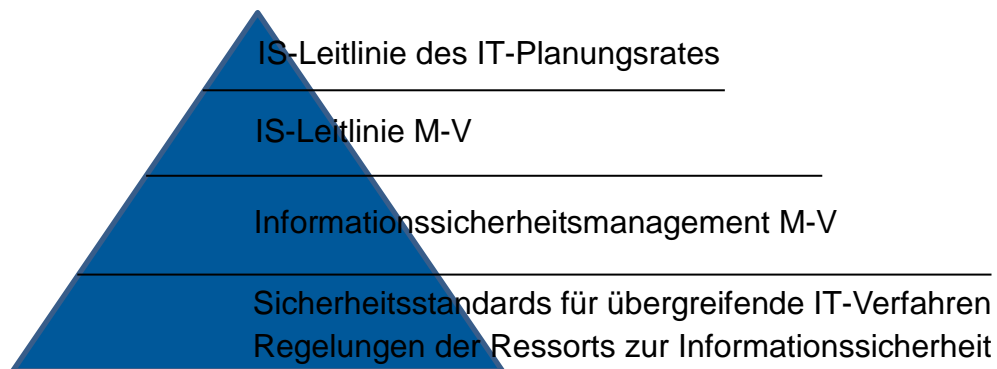 IS-Leitlinie des IT-Planungsrates
IS-Leitlinie M-V
Informationssicherheitsmanagement M-V
Sicherheitsstandards für übergreifende IT-Verfahren
Regelungen der Ressorts zur Informationssicherheit